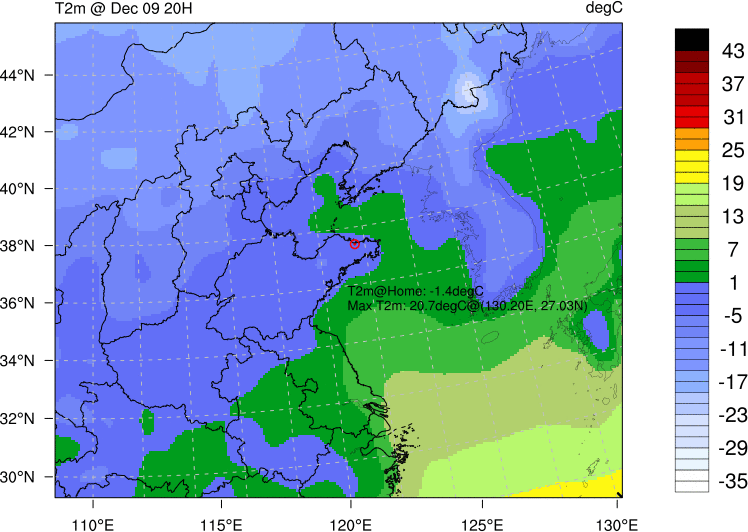 T2m @ Dec 09 20H
degC
44°N
42°N
40°N
38°N
36°N
34°N
32°N
30°N
110°E
115°E
120°E
125°E
130°E
T2m@Home: -1.4degC
Max T2m: 20.7degC@(130.20E, 27.03N)
43
37
31
25
19
13
7
1
-5
-11
-17
-23
-29
-35